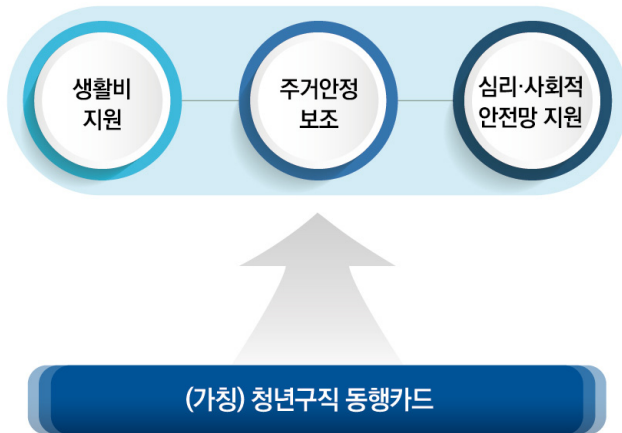 생활비
지원
주거안정
보조
심리·사회적
안전망 지원
(가칭) 청년구직 동행카드